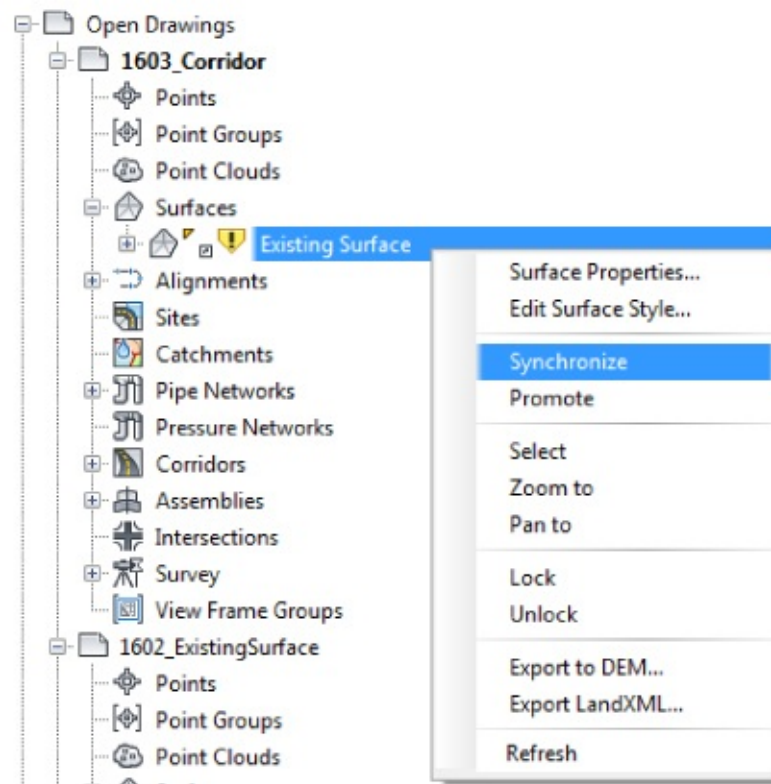 Open Drawings
1603_Corridor
Points
Point Groups
Point Clouds
Surfaces
Existing Surface
Surface Properties...
Edit Surface Style...
Synchronize
Promote
Select
Zoom to
Pan to
Lock
Unlock
Export to DEM...
Export LandXML...
Refresh
Alignments
Sites
Catchments
Pipe Networks
Pressure Networks
Corridors
Assemblies
Intersections
Survey
View Frame Groups
1602_ExistingSurface
Points
Point Groups
Point Clouds